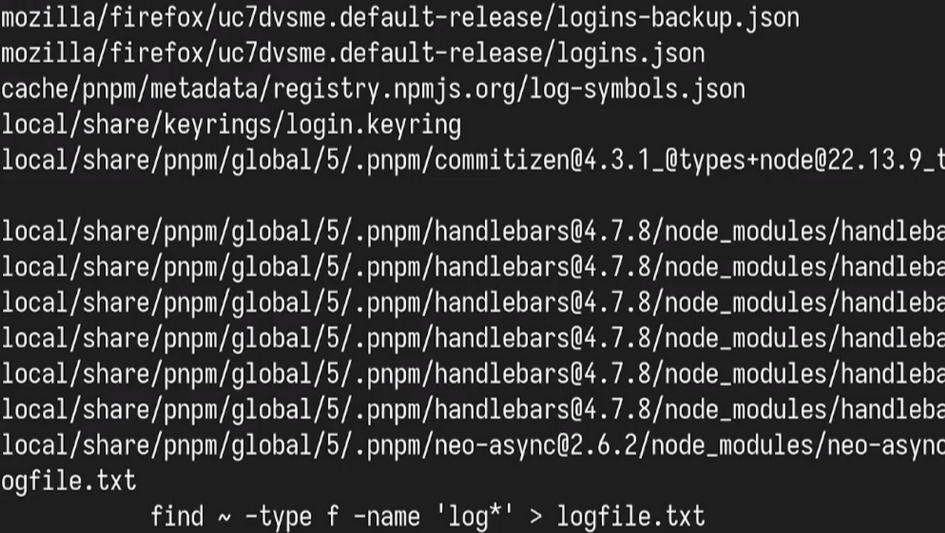 mozilla/firefox/uc7dvsme.default-release/logins-backup.json
mozilla/firefox/uc7dvsme.default-release/logins.json
cache/pnpm/metadata/registry.npmjs.org/log-symbols.json
local/share/keyrings/login.keyring
local/share/pnpm/global/5/.pnpm/commitizen@4.3.1_@types+node@22.13.9_t
local/share/pnpm/global/5/.pnpm/handlebars@4.7.8/node_modules/handleba
local/share/pnpm/global/5/.pnpm/handlebars@4.7.8/node_modules/handleba
local/share/pnpm/global/5/.pnpm/handlebars@4.7.8/node_modules/handleba
local/share/pnpm/global/5/.pnpm/handlebars@4.7.8/node_modules/handleba
local/share/pnpm/global/5/.pnpm/handlebars@4.7.8/node_modules/handleba
local/share/pnpm/global/5/.pnpm/handlebars@4.7.8/node_modules/handleba
local/share/pnpm/global/5/.pnpm/neo-async@2.6.2/node_modules/neo-async
ogfile.txt
find ~ -type f -name 'log*' > logfile.txt